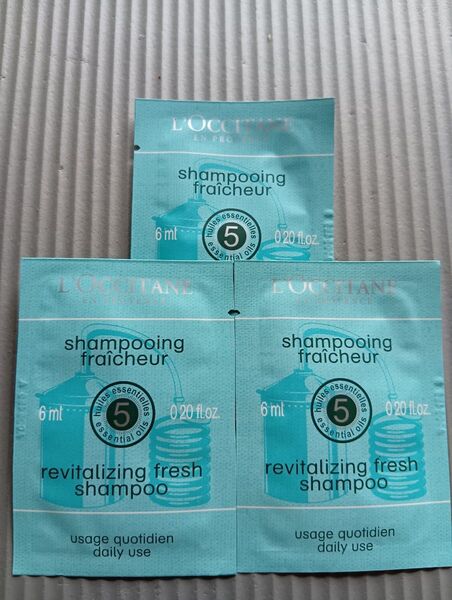 L'OCCITANE
EN PROVENCE
shampooing
fraîcheur
6 ml
huiles essentielles
5
essential oils
0.20 fl.oz.
L'OCCITANE
EN PROVENCE
shampooing
fraîcheur
6 ml
huiles essentielles
5
essential oils
0.20 fl.oz.
revitalizing fresh
shampoo
usage quotidien
daily use
L'OCCITANE
EN PROVENCE
shampooing
fraîcheur
6 ml
huiles essentielles
5
essential oils
0.20 fl.oz.
revitalizing fresh
shampoo
usage quotidien
daily use